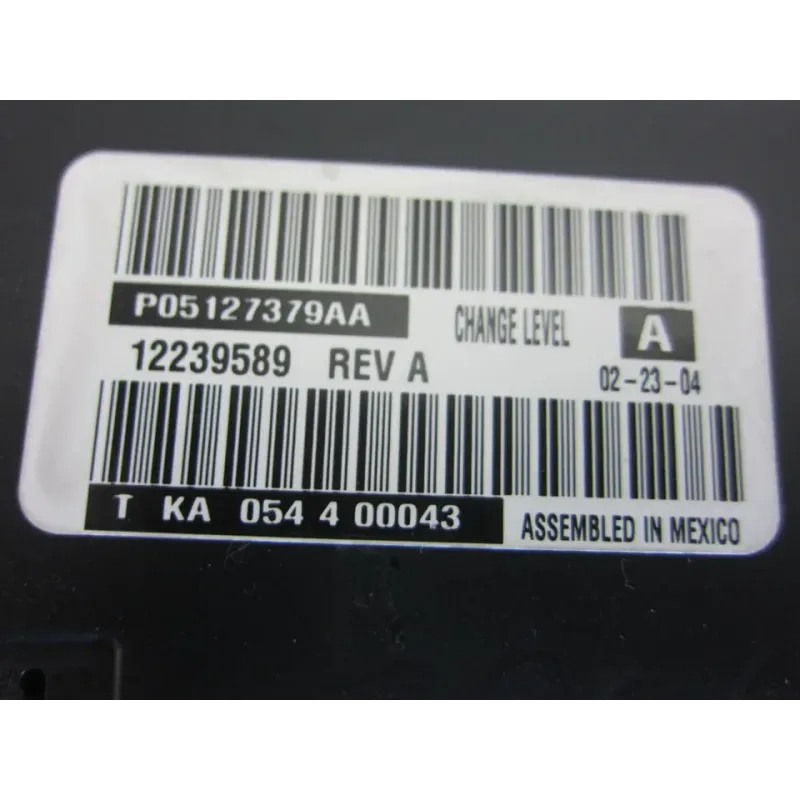 P05127379AA
CHANGE LEVEL A
12239589 REV A
02-23-04
T KA 054 4 00043
ASSEMBLED IN MEXICO